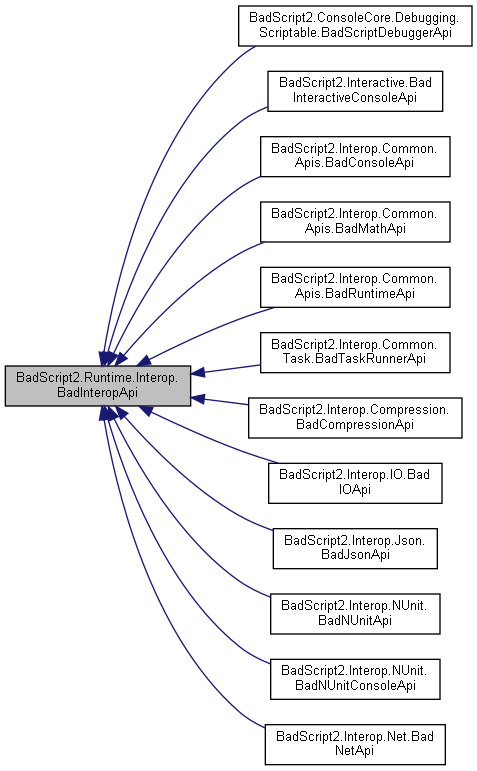 BadScript2.ConsoleCore.Debugging.
Scriptable.BadScriptDebuggerApi
BadScript2.Interactive.Bad
InteractiveConsoleApi
BadScript2.Interop.Common.
Apis.BadConsoleApi
BadScript2.Interop.Common.
Apis.BadMathApi
BadScript2.Interop.Common.
Apis.BadRuntimeApi
BadScript2.Interop.Common.
Task.BadTaskRunnerApi
BadScript2.Runtime.Interop.
BadInteropApi
BadScript2.Interop.Compression.
BadCompressionApi
BadScript2.Interop.IO.Bad
IOApi
BadScript2.Interop.Json.
BadJsonApi
BadScript2.Interop.NUnit.
BadNUnitApi
BadScript2.Interop.NUnit.
BadNUnitConsoleApi
BadScript2.Interop.Net.Bad
NetApi